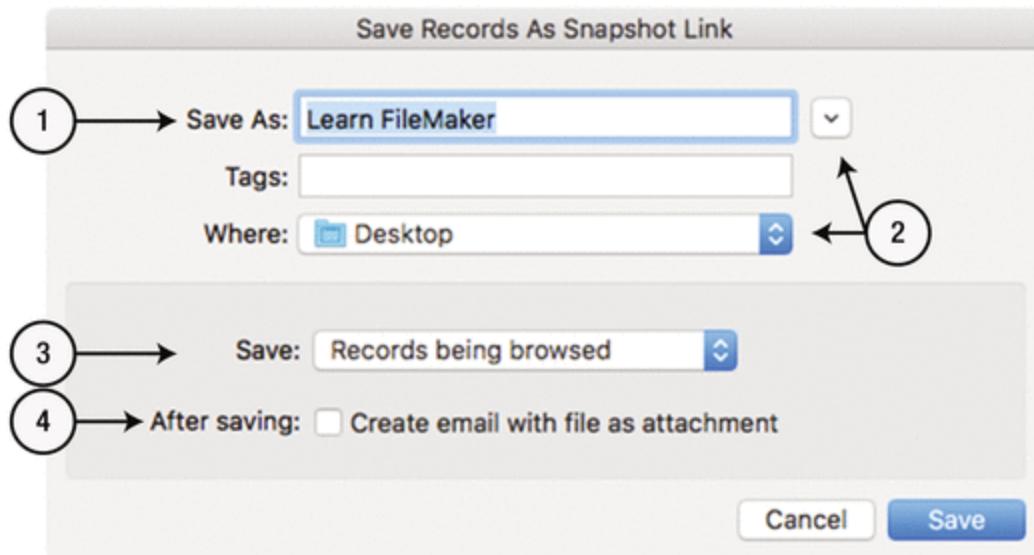 Save Records As Snapshot Link
1 Save As: Learn FileMaker
Tags:
Where: Desktop
2
3 Save: Records being browsed
4 After saving: Create email with file as attachment
Cancel Save